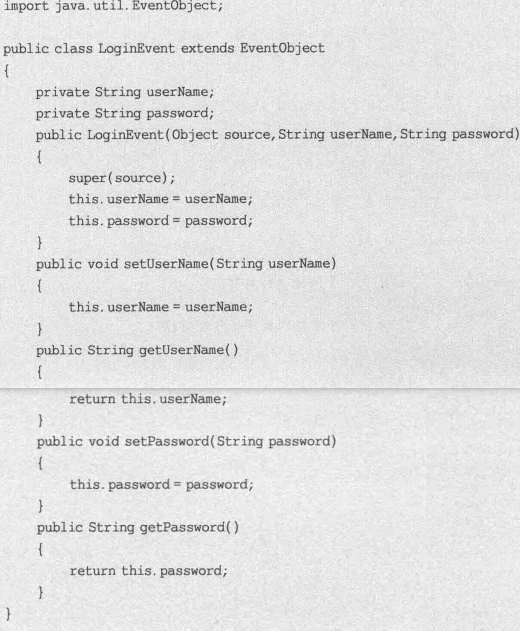 import java.util.EventObject;
public class LoginEvent extends EventObject
{
    private String userName;
    private String password;
    public LoginEvent(Object source,String userName,String password)
    {
        super(source);
        this.userName = userName;
        this.password = password;
    }
    public void setUserName(String userName)
    {
        this.userName = userName;
    }
    public String getUserName()
    {
        return this.userName;
    }
    public void setPassword(String password)
    {
        this.password = password;
    }
    public String getPassword()
    {
        return this.password;
    }
}